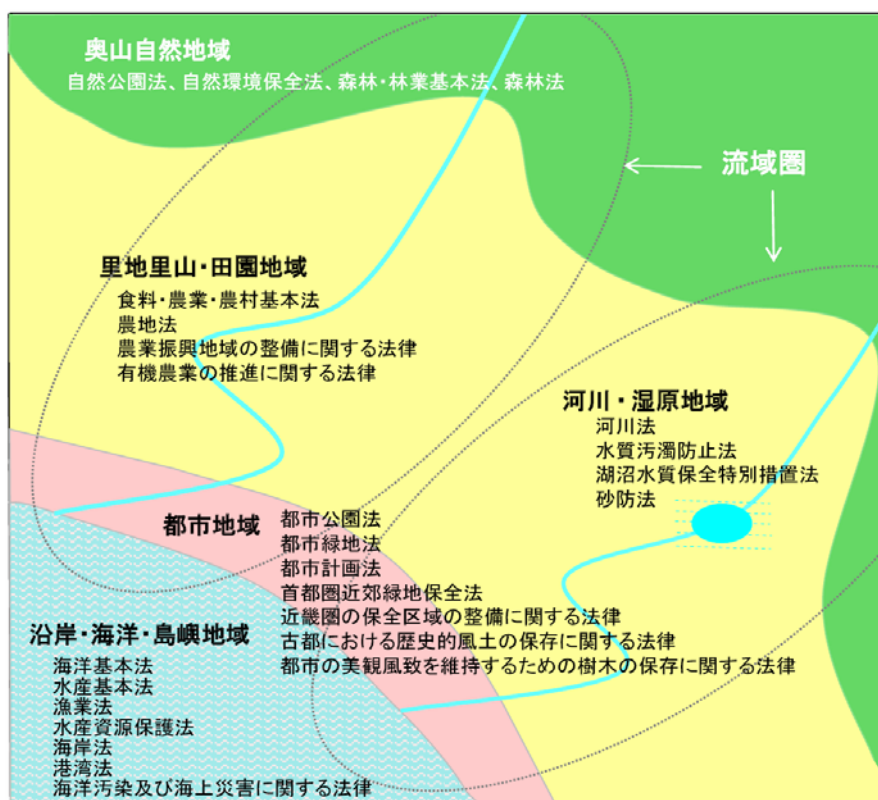 奥山自然地域
自然公園法、自然環境保全法、森林・林業基本法、森林法
流域圏
里地里山・田園地域
食料・農業・農村基本法
農地法
農業振興地域の整備に関する法律
有機農業の推進に関する法律
河川・湿原地域
河川法
水質汚濁防止法
湖沼水質保全特別措置法
砂防法
都市地域
都市公園法
都市緑地法
都市計画法
首都圏近郊緑地保全法
近畿圏の保全区域の整備に関する法律
古都における歴史的風土の保存に関する法律
都市の美観風致を維持するための樹木の保存に関する法律
沿岸・海洋・島嶼地域
海洋基本法
水産基本法
漁業法
水産資源保護法
海岸法
港湾法
海洋汚染及び海上災害に関する法律